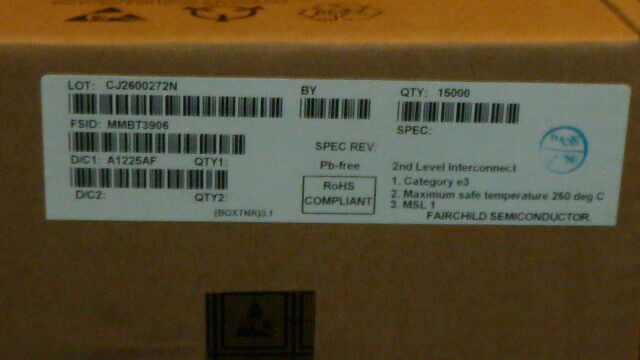 LOT: CJ2600272N
BY
QTY: 15000
FSID: MMBT3906
SPEC:
SPEC REV:
D/C1: A1225AF QTY1:
Pb-free
2nd Level Interconnect
RoHS
COMPLIANT
1. Category e3
2. Maximum safe temperature 260 deg C
3. MSL 1
D/C2: QTY2:
[BOXTNR]3.1
FAIRCHILD SEMICONDUCTOR